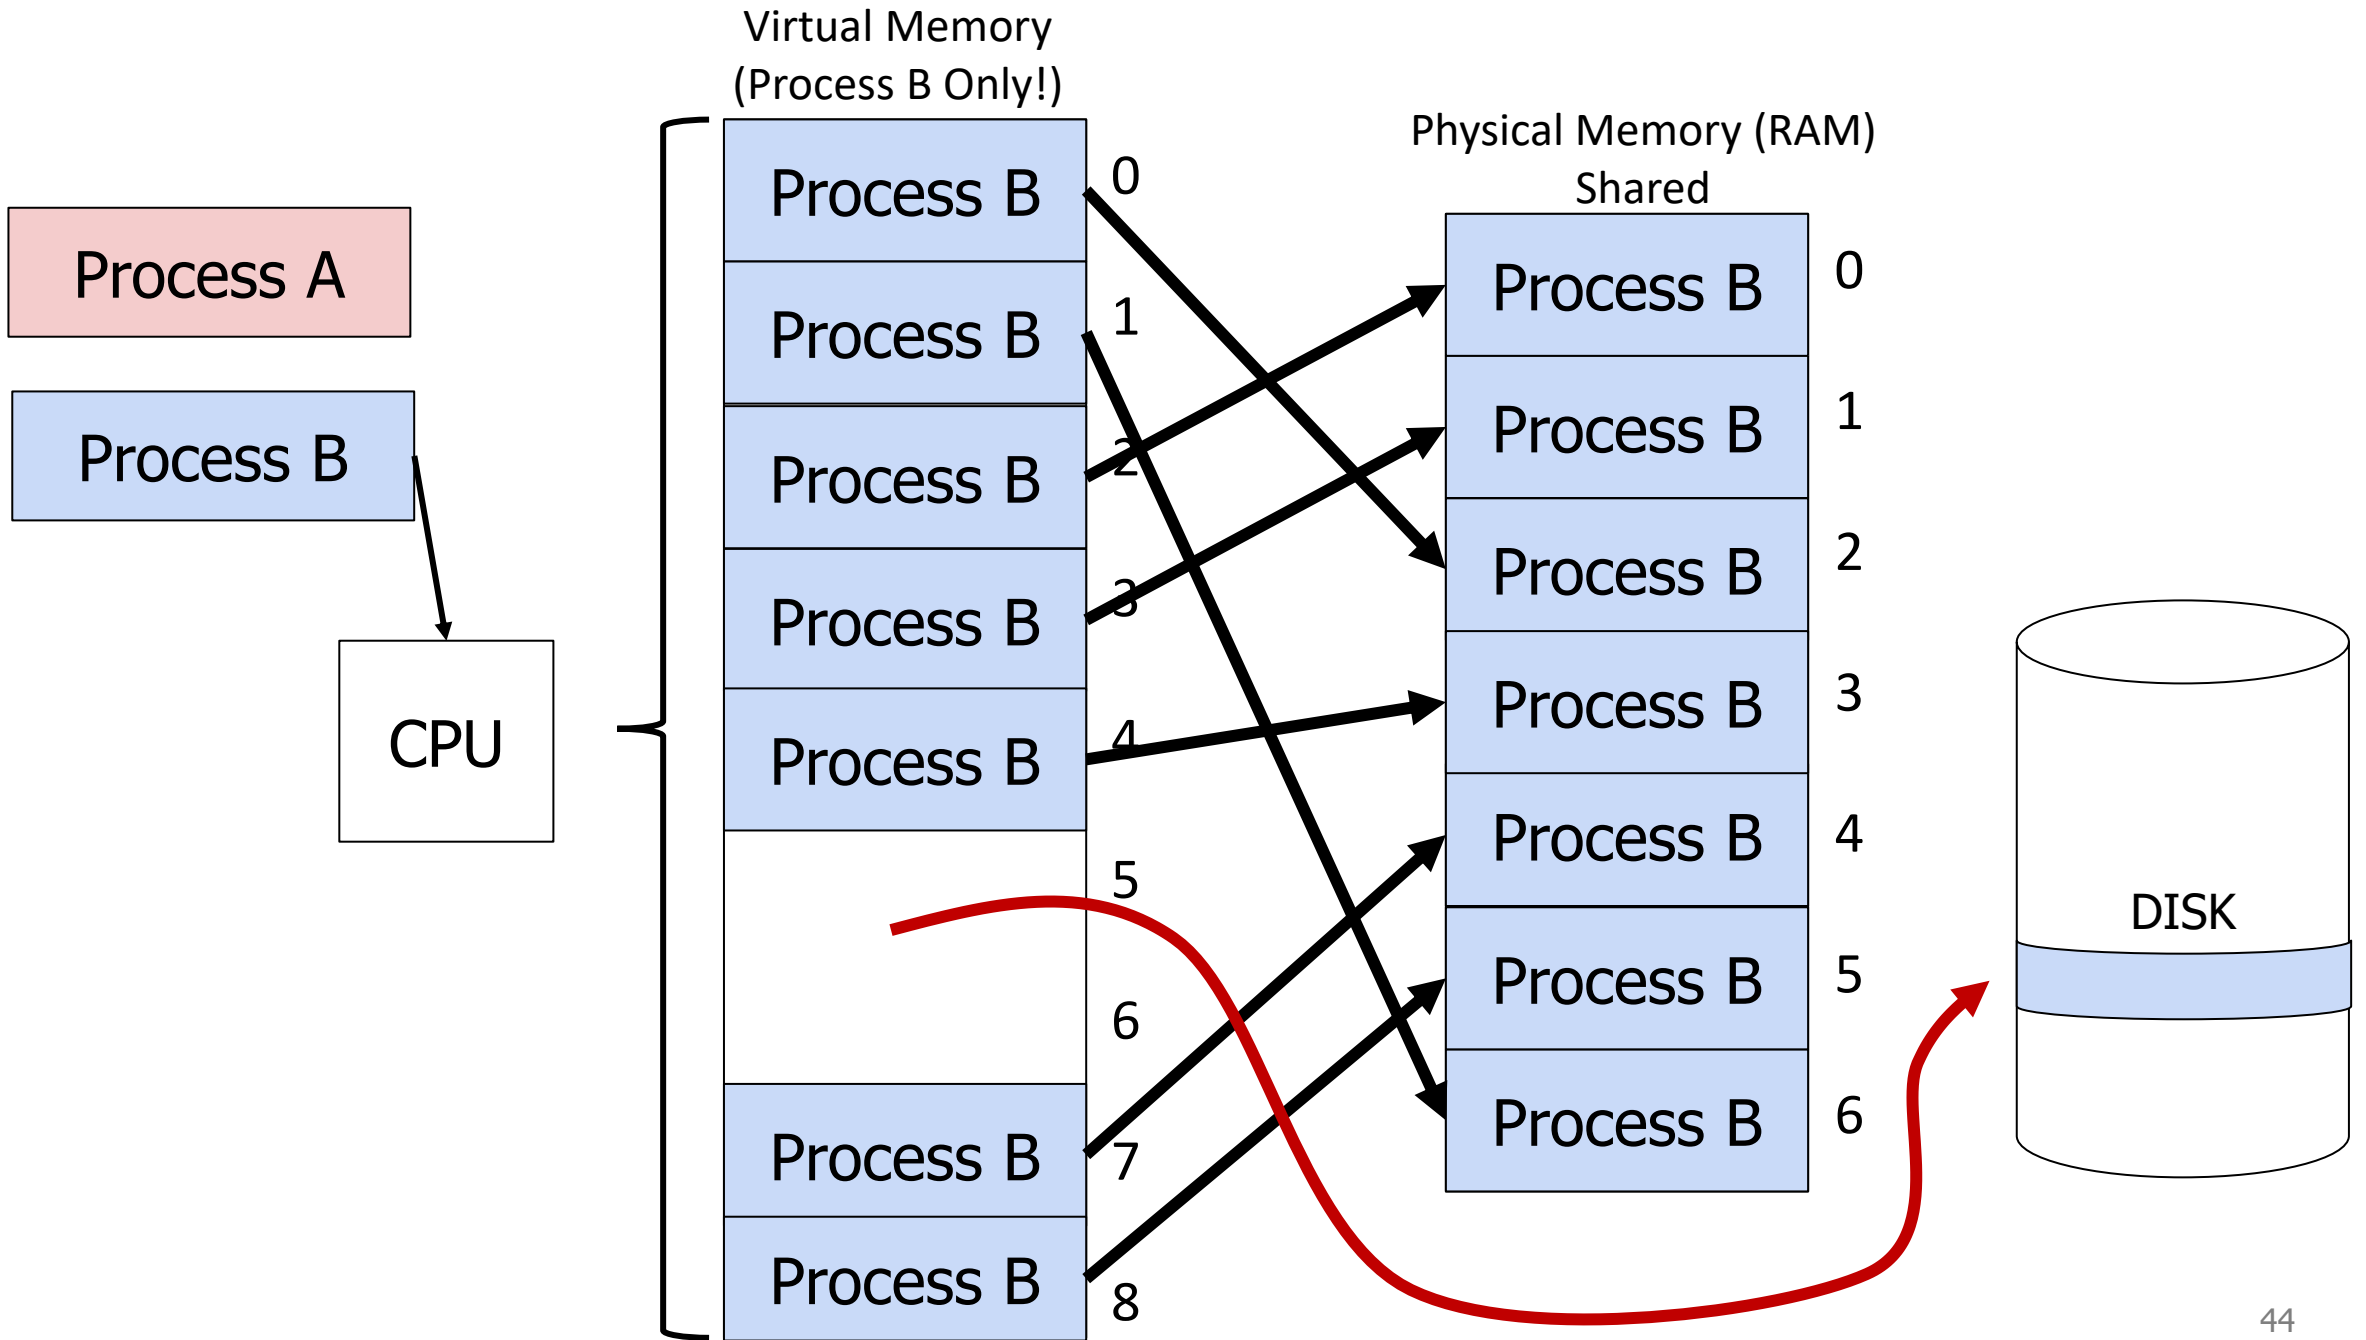 Virtual Memory
(Process B Only!)
Physical Memory (RAM)
Shared
Process A
Process B
CPU
Process B
0
Process B
1
Process B
2
Process B
3
Process B
4
5
6
Process B
7
Process B
8
Process B
0
Process B
1
Process B
2
Process B
3
Process B
4
Process B
5
Process B
6
DISK
44